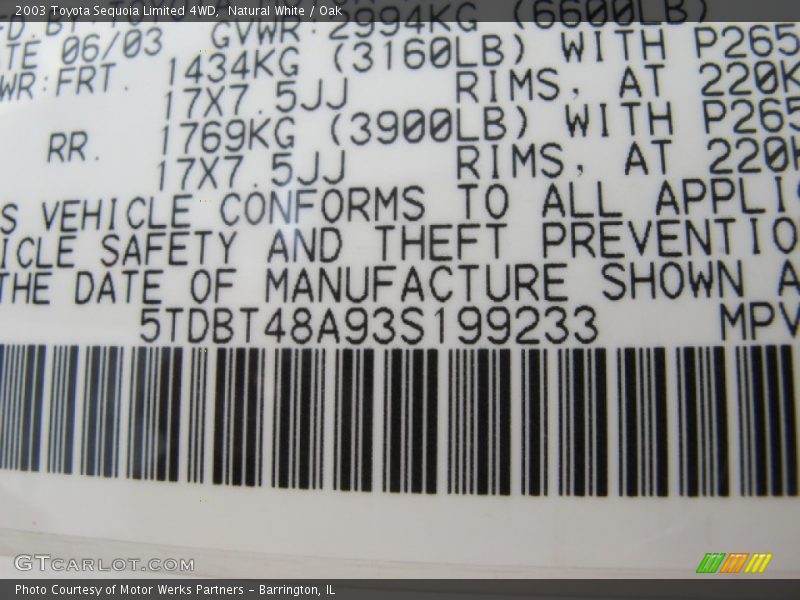 2003 Toyota Sequoia Limited 4WD, Natural White / Oak
GVWR: 2994KG (6600LB)
ATE 06/03
WR:FRT. 1434KG (3160LB) WITH P265
17X7.5JJ RIMS, AT 220K
RR. 1769KG (3900LB) WITH P265
17X7.5JJ RIMS, AT 220K
S VEHICLE CONFORMS TO ALL APPLI
ICLE SAFETY AND THEFT PREVENTIO
THE DATE OF MANUFACTURE SHOWN A
5TDBT48A93S199233 MPV
GTCARLOT.COM
Photo Courtesy of Motor Werks Partners - Barrington, IL